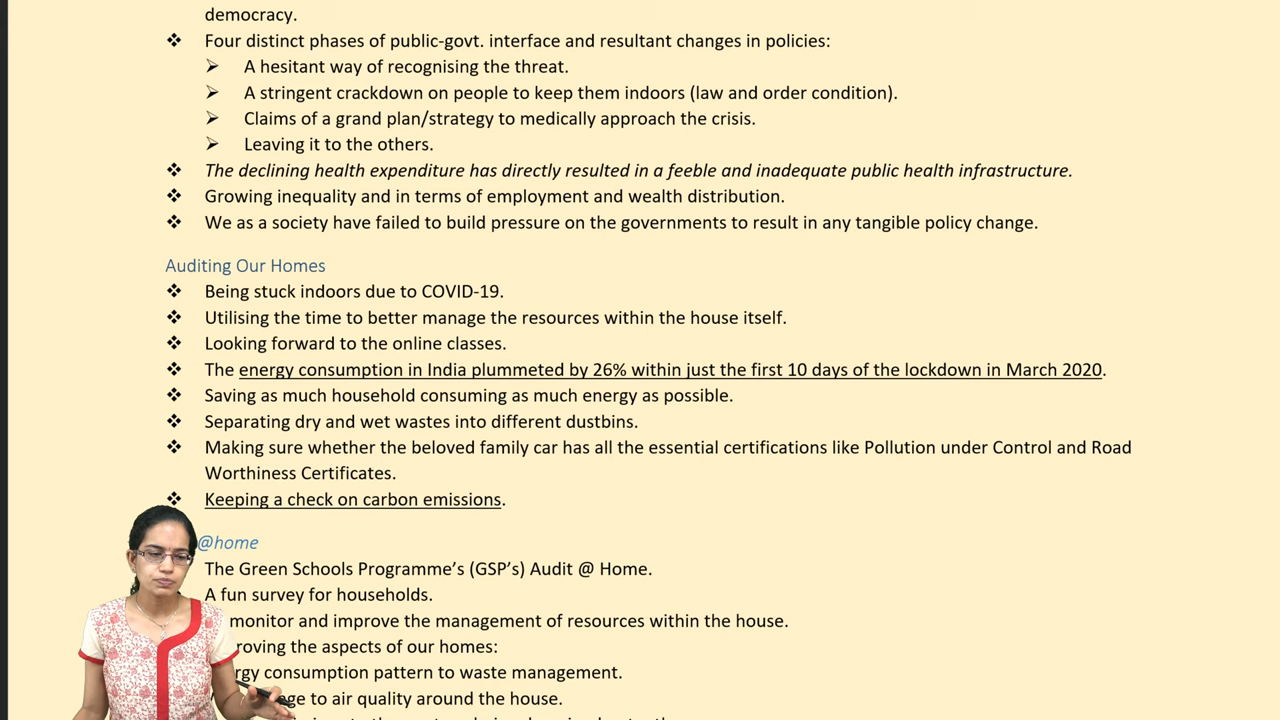 democracy.
❖ Four distinct phases of public-govt. interface and resultant changes in policies:
➢ A hesitant way of recognising the threat.
➢ A stringent crackdown on people to keep them indoors (law and order condition).
➢ Claims of a grand plan/strategy to medically approach the crisis.
➢ Leaving it to the others.
❖ The declining health expenditure has directly resulted in a feeble and inadequate public health infrastructure.
❖ Growing inequality and in terms of employment and wealth distribution.
❖ We as a society have failed to build pressure on the governments to result in any tangible policy change.
Auditing Our Homes
❖ Being stuck indoors due to COVID-19.
❖ Utilising the time to better manage the resources within the house itself.
❖ Looking forward to the online classes.
❖ The energy consumption in India plummeted by 26% within just the first 10 days of the lockdown in March 2020.
❖ Saving as much household consuming as much energy as possible.
❖ Separating dry and wet wastes into different dustbins.
❖ Making sure whether the beloved family car has all the essential certifications like Pollution under Control and Road
Worthiness Certificates.
❖ Keeping a check on carbon emissions.
@home
The Green Schools Programme's (GSP's) Audit @ Home.
A fun survey for households.
monitor and improve the management of resources within the house.
the aspects of our homes:
consumption pattern to waste management.
to air quality around the house.